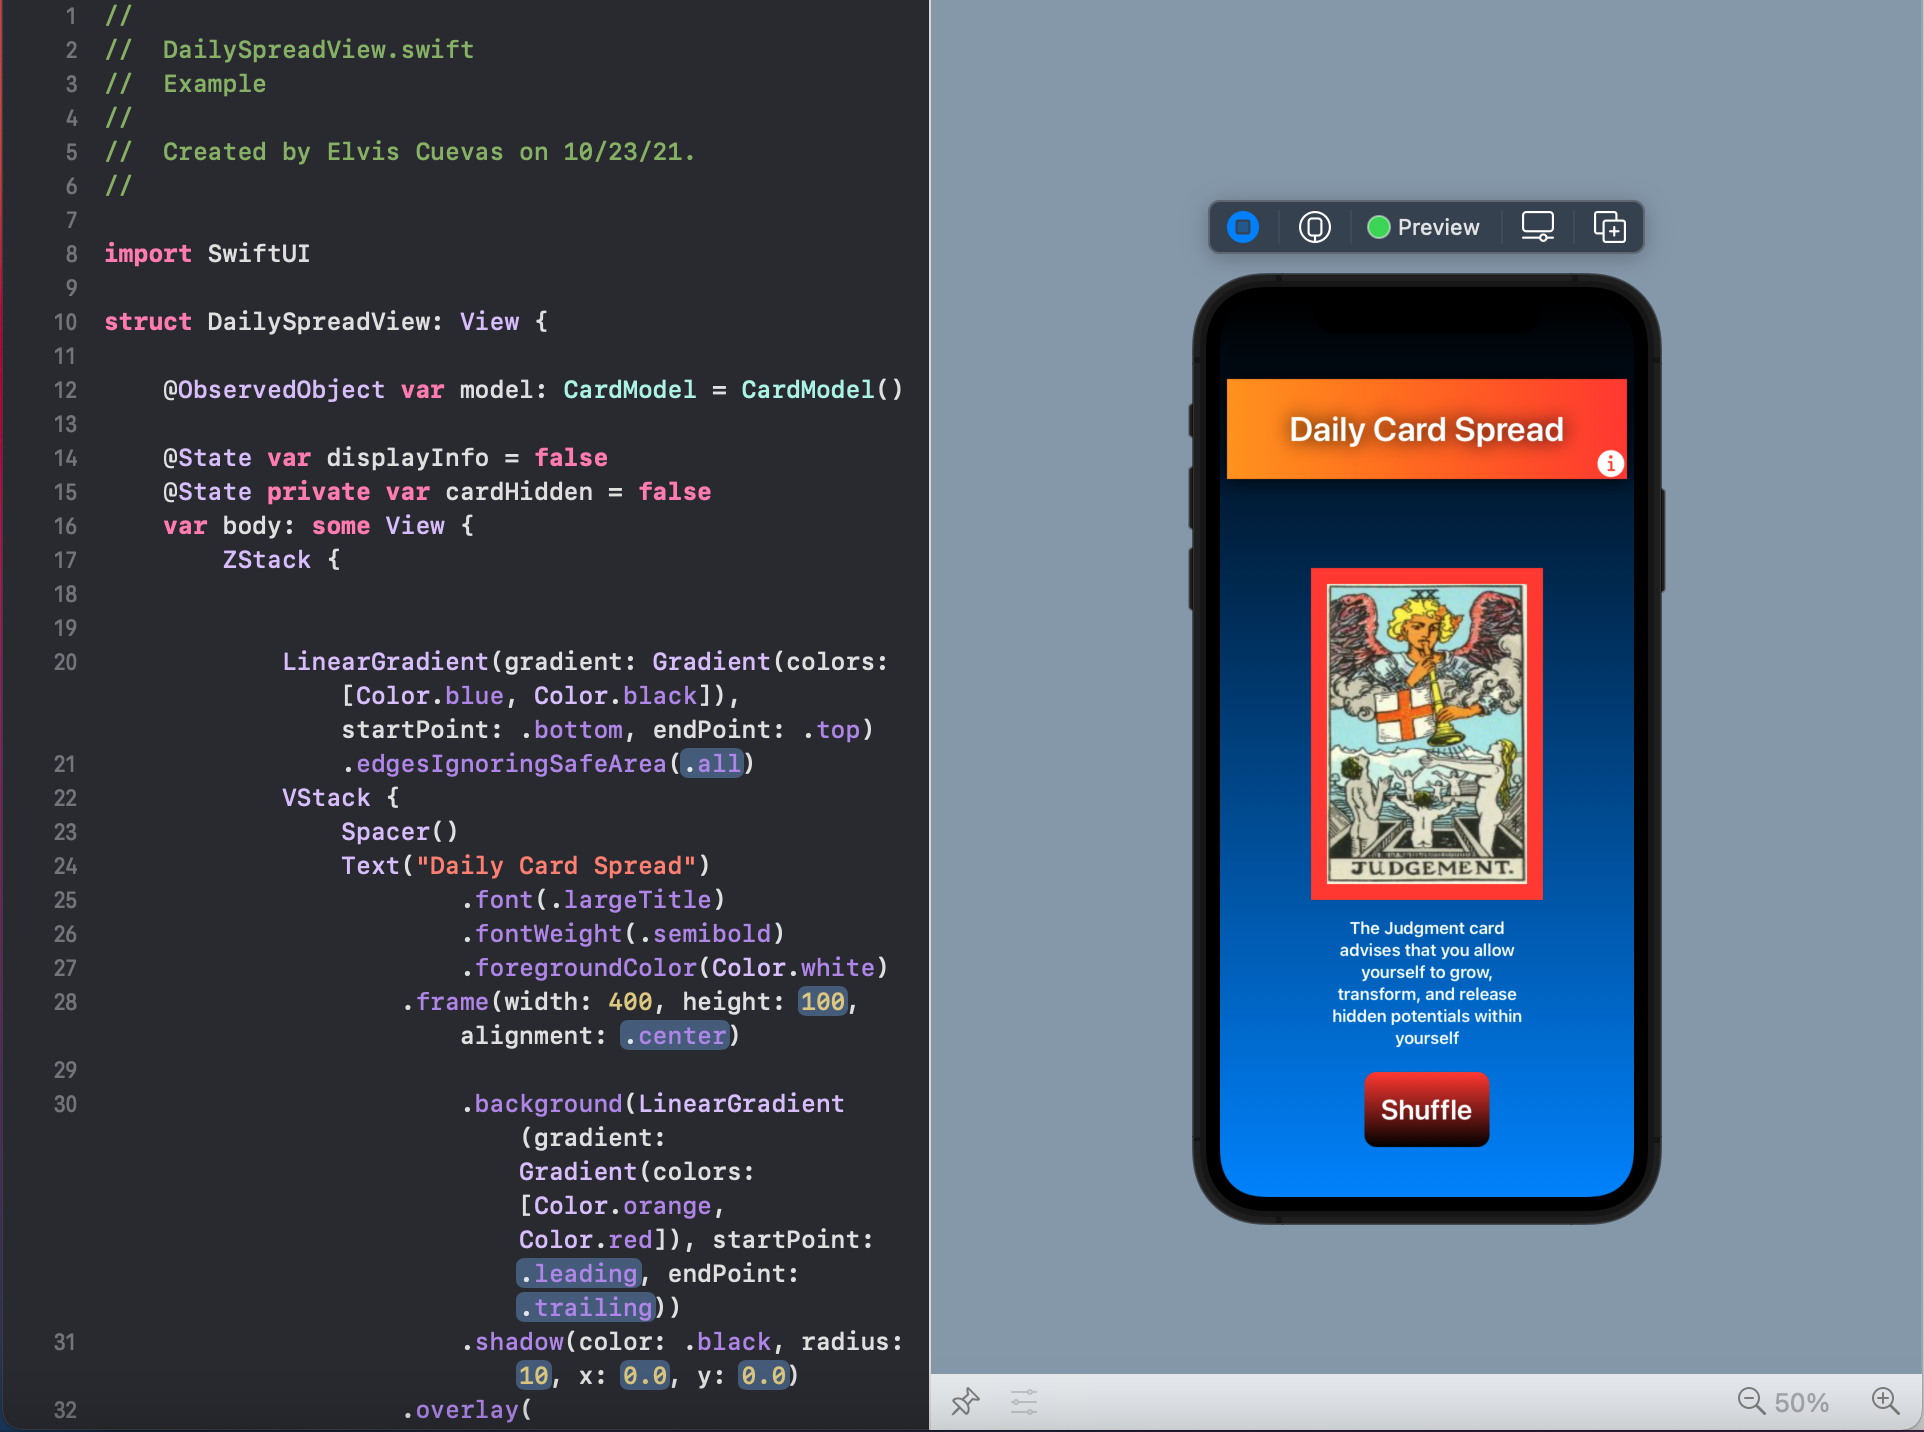 1 //
2 //  DailySpreadView.swift
3 //  Example
4 //
5 //  Created by Elvis Cuevas on 10/23/21.
6 //
7
8 import SwiftUI
9
10 struct DailySpreadView: View {
11
12     @ObservedObject var model: CardModel = CardModel()
13
14     @State var displayInfo = false
15     @State private var cardHidden = false
16     var body: some View {
17         ZStack {
18
19
20             LinearGradient(gradient: Gradient(colors:
                [Color.blue, Color.black]),
                startPoint: .bottom, endPoint: .top)
21                 .edgesIgnoringSafeArea(.all)
22             VStack {
23                 Spacer()
24                 Text("Daily Card Spread")
25                         .font(.largeTitle)
26                         .fontWeight(.semibold)
27                         .foregroundColor(Color.white)
28                     .frame(width: 400, height: 100,
                        alignment: .center)
29
30                         .background(LinearGradient
                            (gradient:
                            Gradient(colors:
                            [Color.orange,
                            Color.red]), startPoint:
                            .leading, endPoint:
                            .trailing))
31                         .shadow(color: .black, radius:
                            10, x: 0.0, y: 0.0)
32                     .overlay(
Preview
Daily Card Spread
i
XX
JUDGEMENT.
The Judgment card
advises that you allow
yourself to grow,
transform, and release
hidden potentials within
yourself
Shuffle
50%